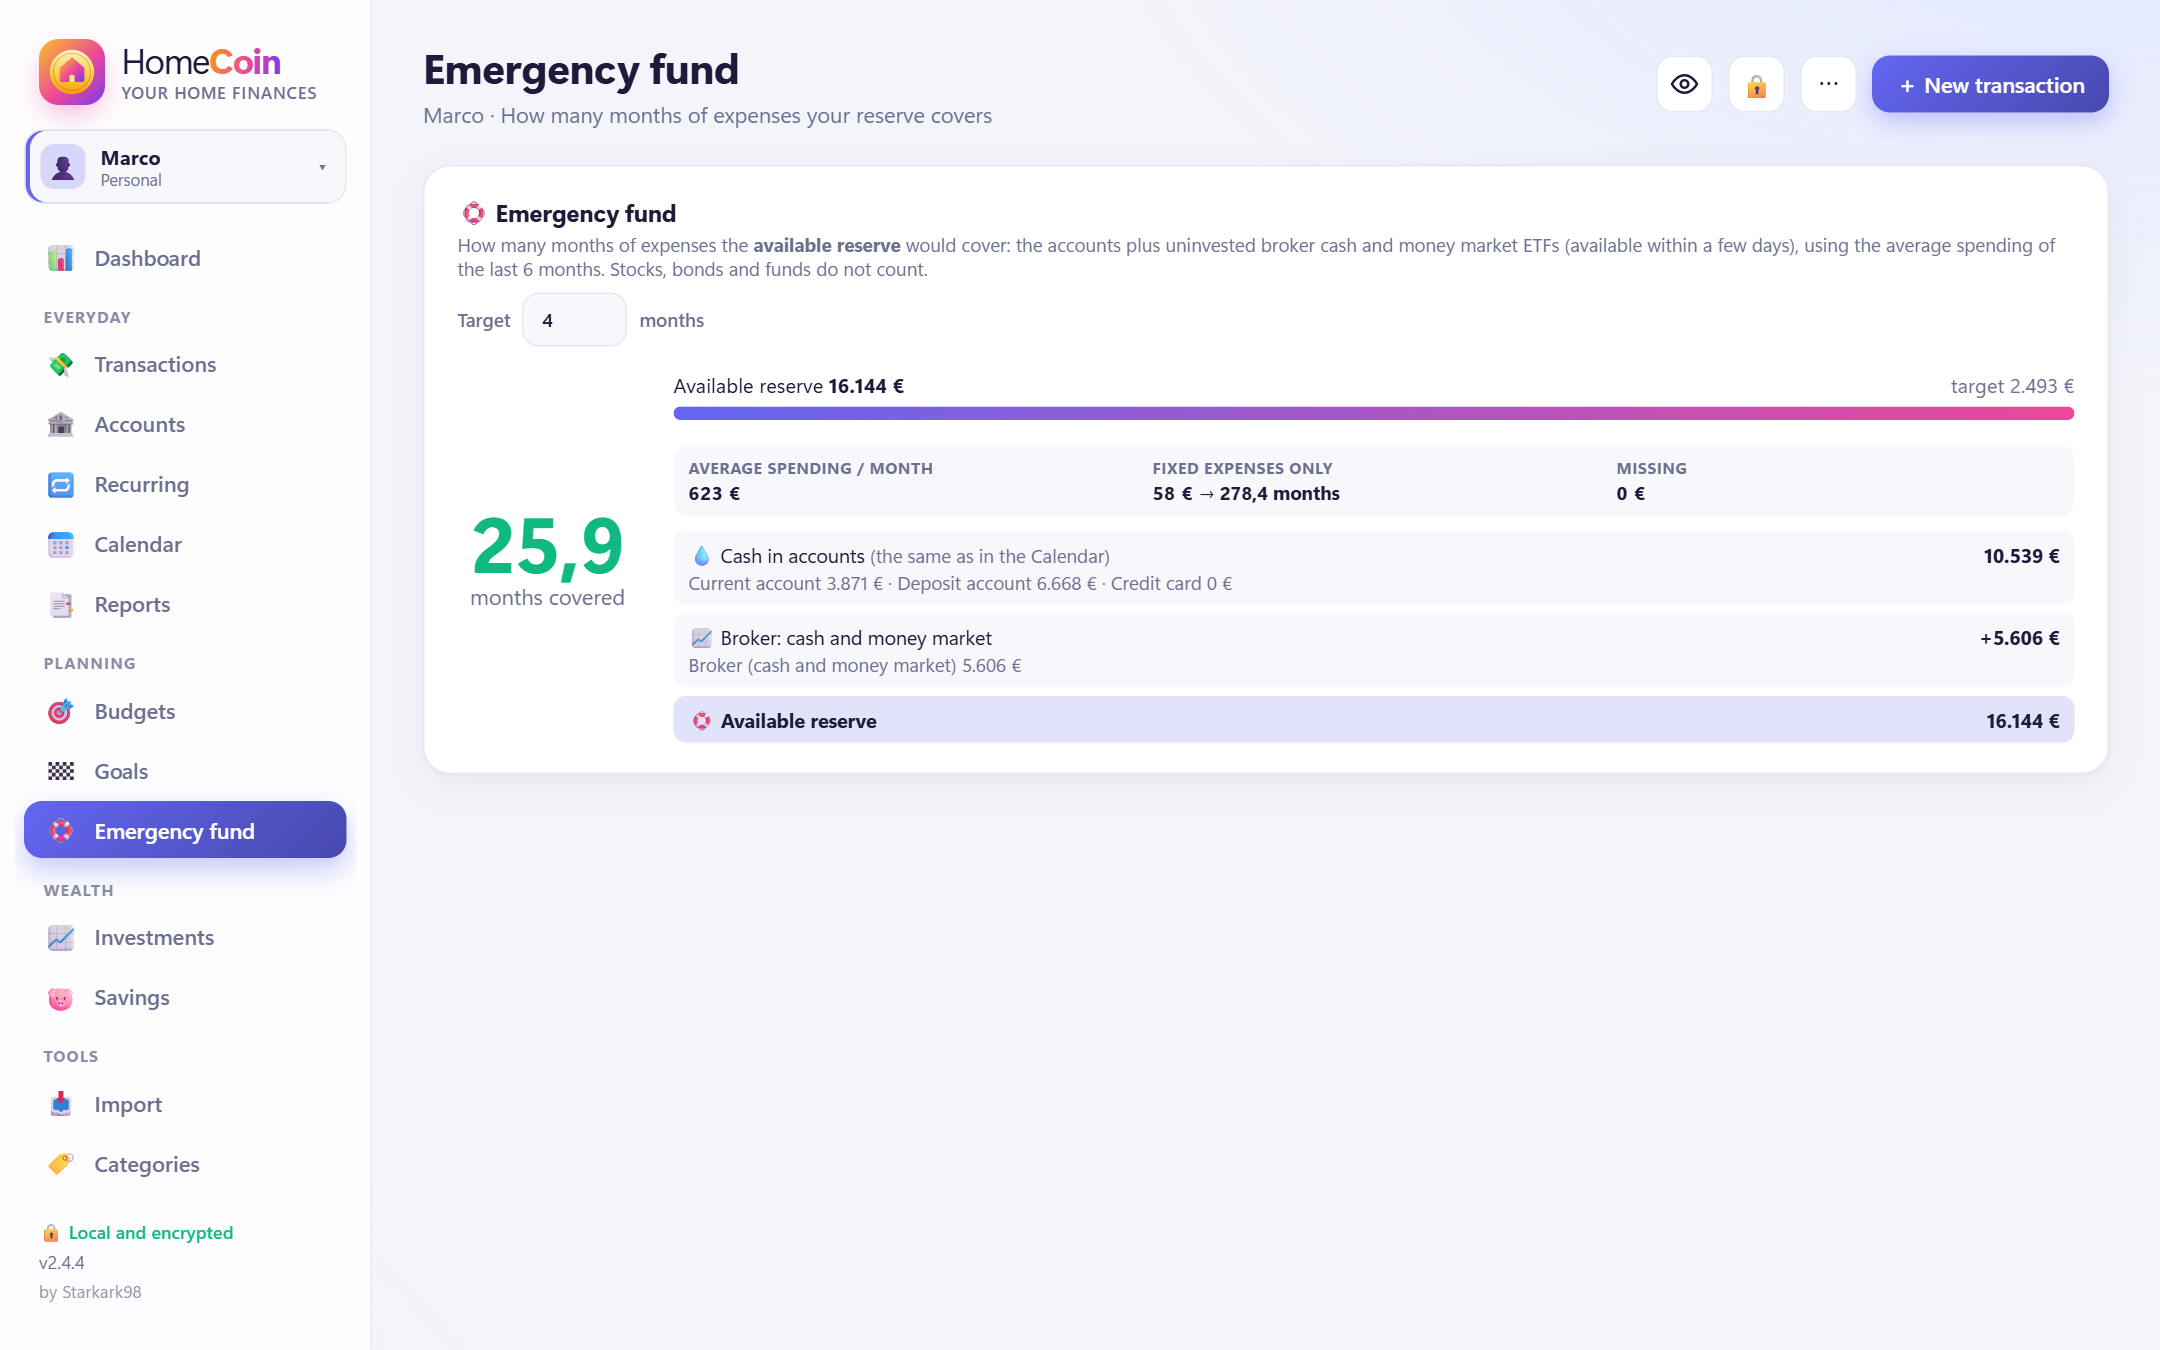 HomeCoin
YOUR HOME FINANCES
Marco
Personal
Dashboard
EVERYDAY
Transactions
Accounts
Recurring
Calendar
Reports
PLANNING
Budgets
Goals
Emergency fund
WEALTH
Investments
Savings
TOOLS
Import
Categories
Local and encrypted
v2.4.4
by Starkark98
Emergency fund
Marco · How many months of expenses your reserve covers
+ New transaction
Emergency fund
How many months of expenses the available reserve would cover: the accounts plus uninvested broker cash and money market ETFs (available within a few days), using the average spending of
the last 6 months. Stocks, bonds and funds do not count.
Target 4 months
Available reserve 16.144 € target 2.493 €
25,9
months covered
AVERAGE SPENDING / MONTH
623 €
FIXED EXPENSES ONLY
58 € → 278,4 months
MISSING
0 €
Cash in accounts (the same as in the Calendar) 10.539 €
Current account 3.871 € · Deposit account 6.668 € · Credit card 0 €
Broker: cash and money market +5.606 €
Broker (cash and money market) 5.606 €
Available reserve 16.144 €